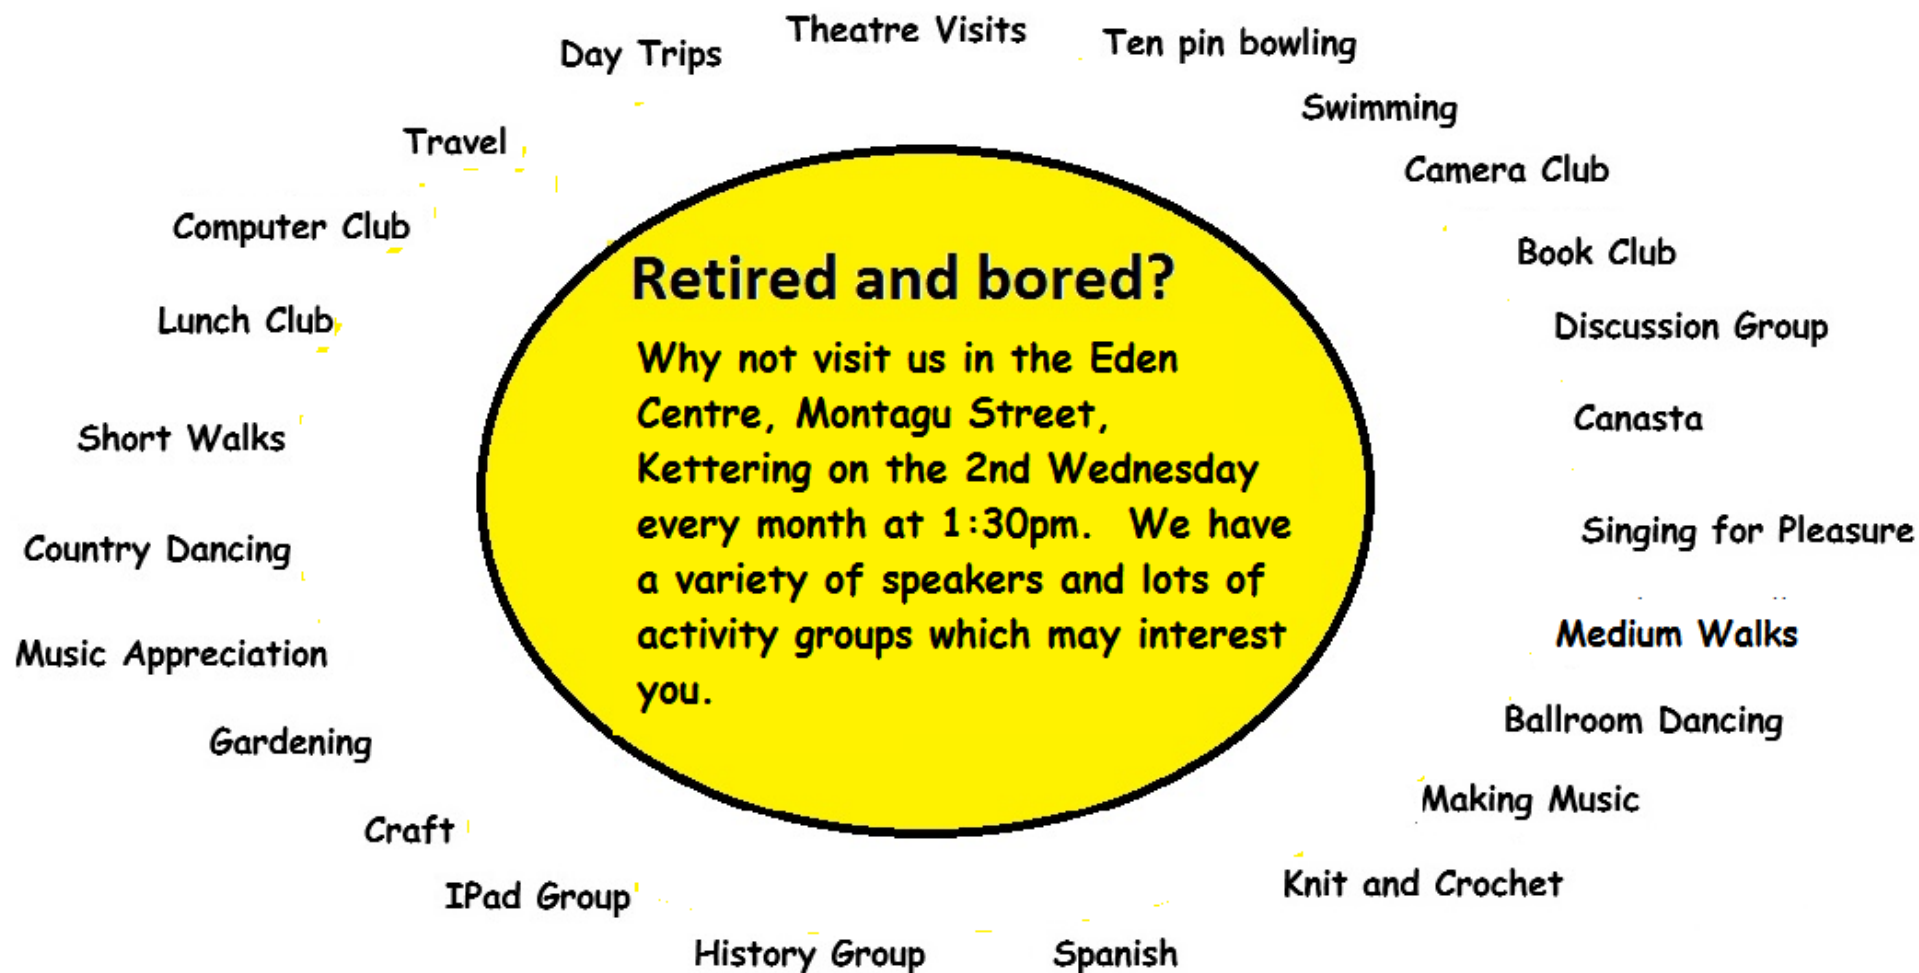 Theatre Visits
Ten pin bowling
Swimming
Camera Club
Book Club
Discussion Group
Canasta
Singing for Pleasure
Medium Walks
Ballroom Dancing
Making Music
Knit and Crochet
Spanish
History Group
IPad Group
Craft
Gardening
Music Appreciation
Country Dancing
Short Walks
Lunch Club
Computer Club
Travel
Day Trips
Retired and bored?
Why not visit us in the Eden
Centre, Montagu Street,
Kettering on the 2nd Wednesday
every month at 1:30pm.  We have
a variety of speakers and lots of
activity groups which may interest
you.